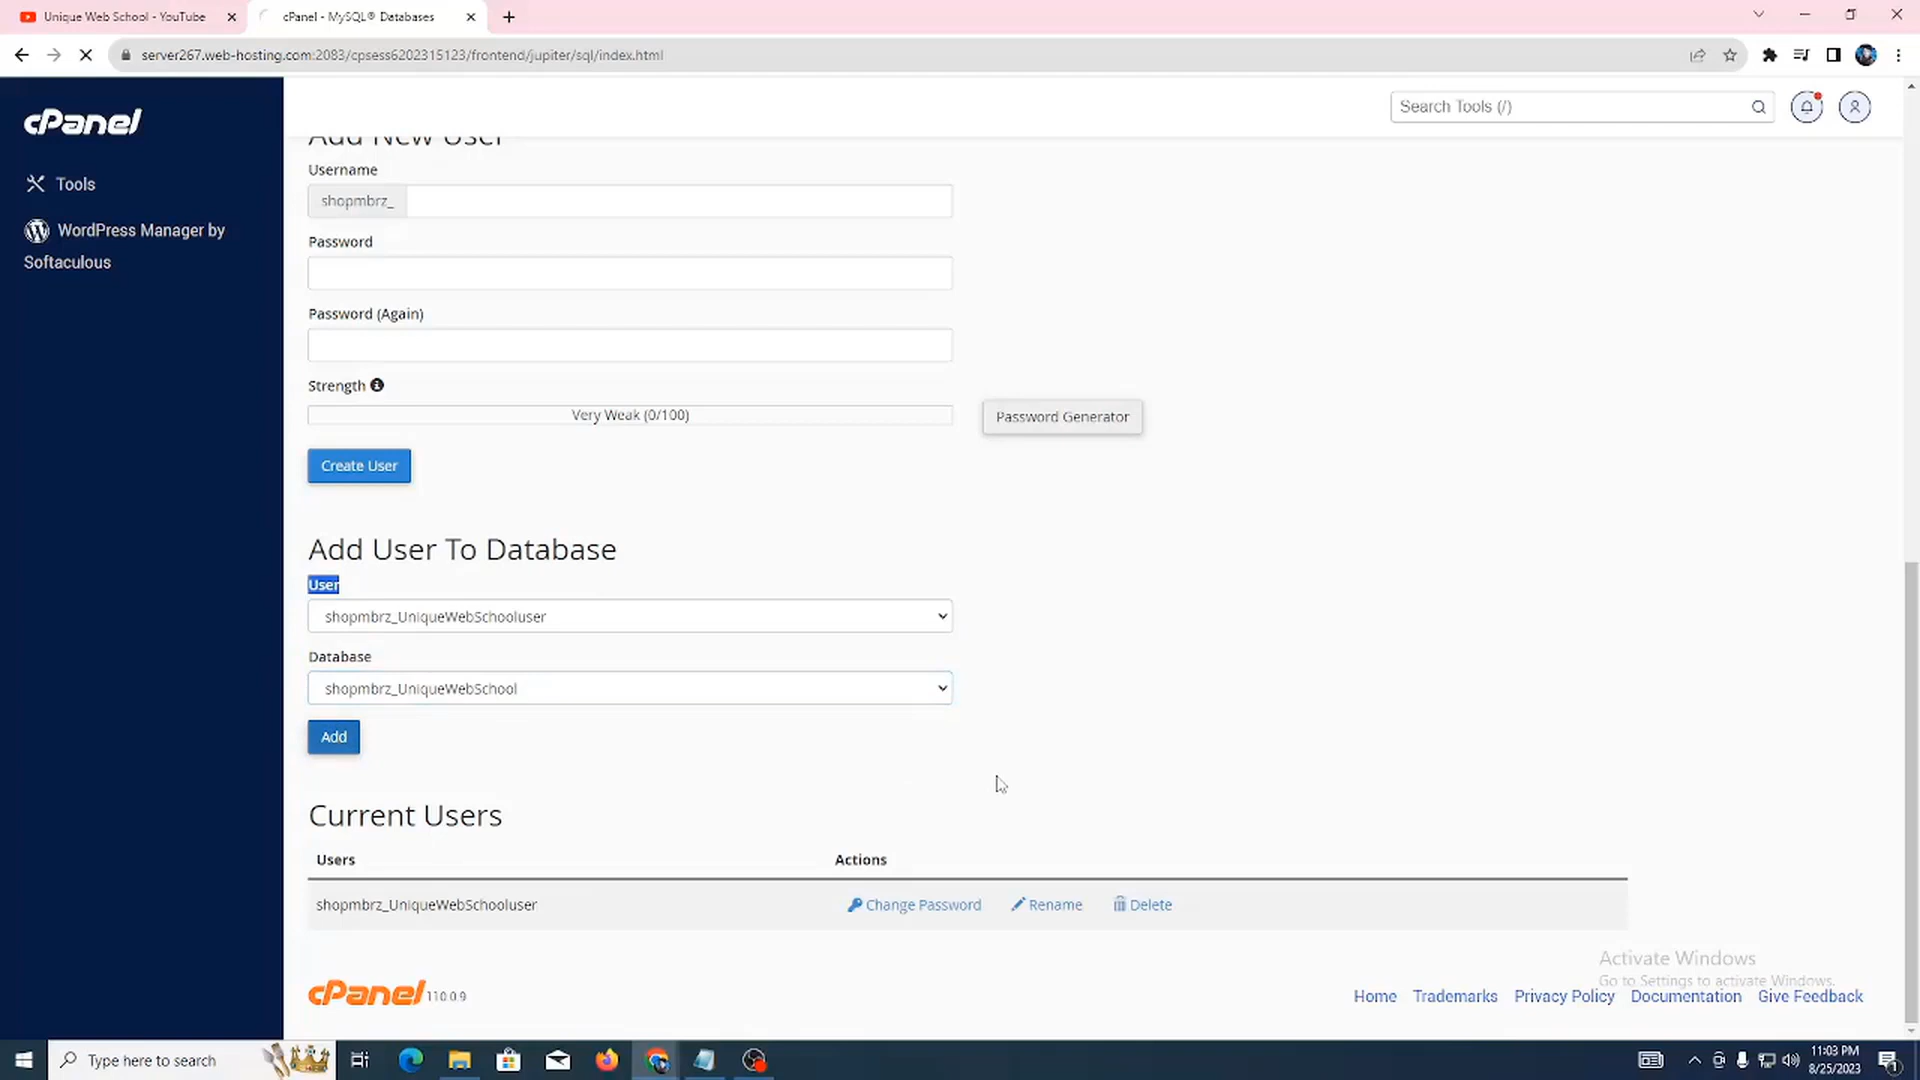 Unique Web School - YouTube
cPanel - MySQL® Databases
server267.web-hosting.com:2083/cpsess6202315123/frontend/jupiter/sql/index.html
cPanel
Search Tools (/)
Tools
WordPress Manager by
Softaculous
Add New User
Username
shopmbrz_
Password
Password (Again)
Strength
Very Weak (0/100)
Password Generator
Create User
Add User To Database
User
shopmbrz_UniqueWebSchooluser
Database
shopmbrz_UniqueWebSchool
Add
Current Users
Users Actions
shopmbrz_UniqueWebSchooluser Change Password Rename Delete
Activate Windows
Go to Settings to activate Windows.
cPanel 110.0.9
Home Trademarks Privacy Policy Documentation Give Feedback
Type here to search
11:03 PM
8/25/2023
1